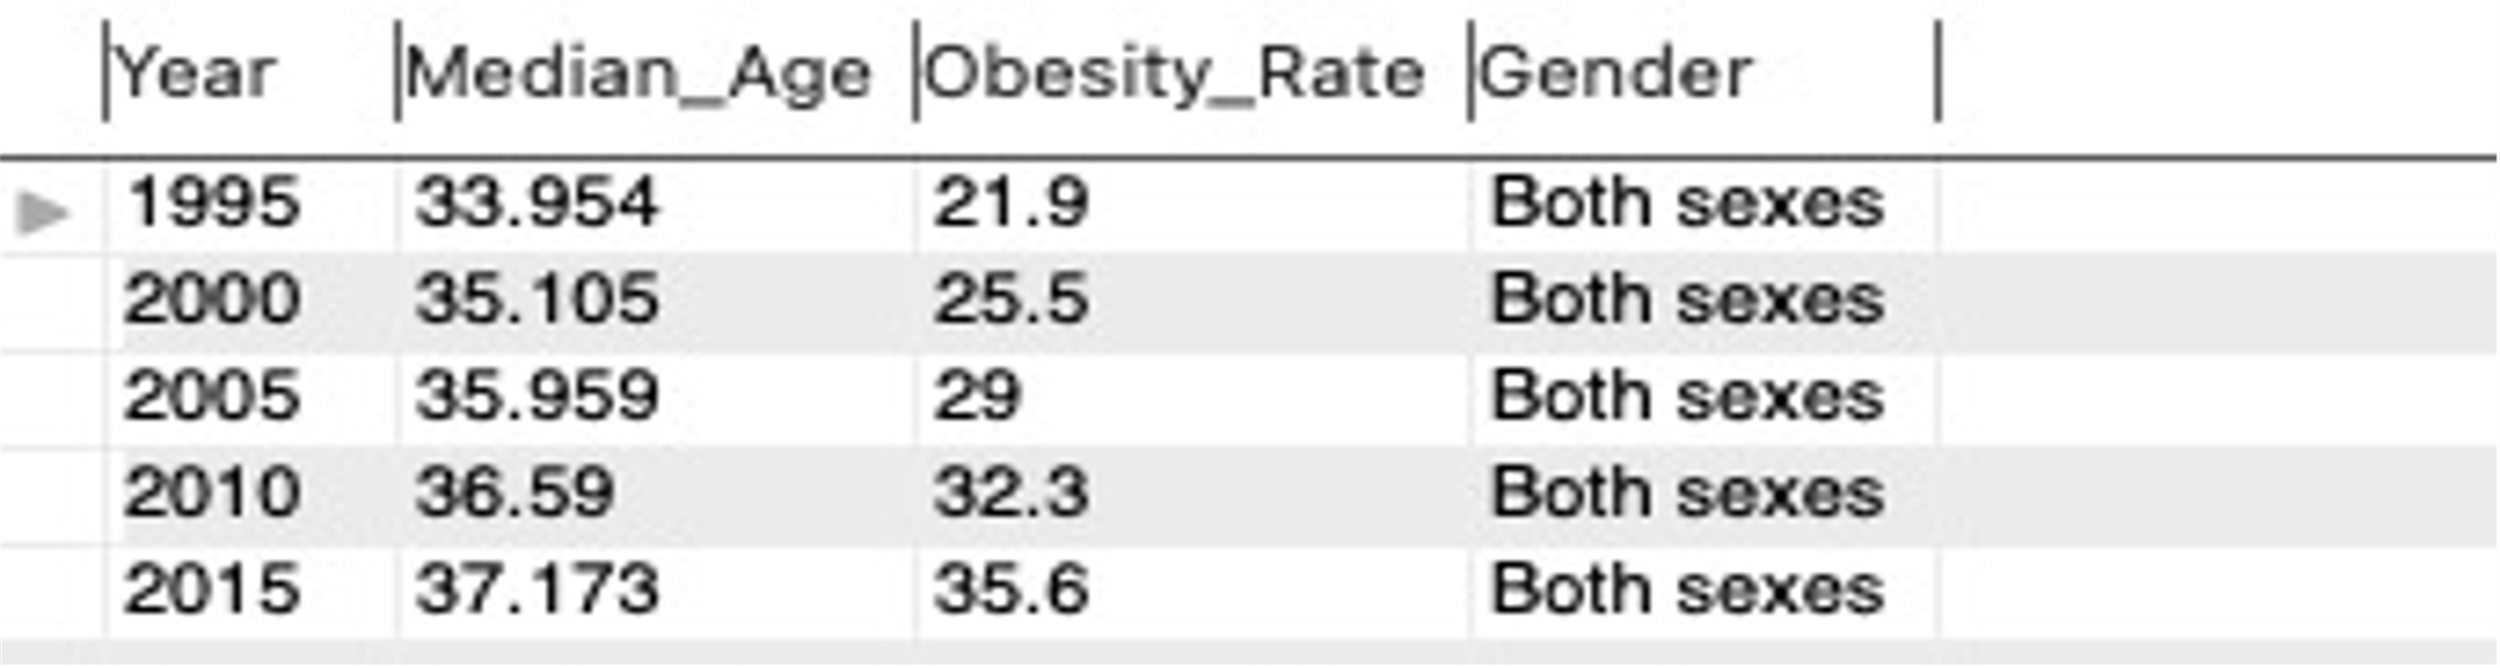 Year Median_Age Obesity_Rate Gender
1995 33.954 21.9 Both sexes
2000 35.105 25.5 Both sexes
2005 35.959 29 Both sexes
2010 36.59 32.3 Both sexes
2015 37.173 35.6 Both sexes